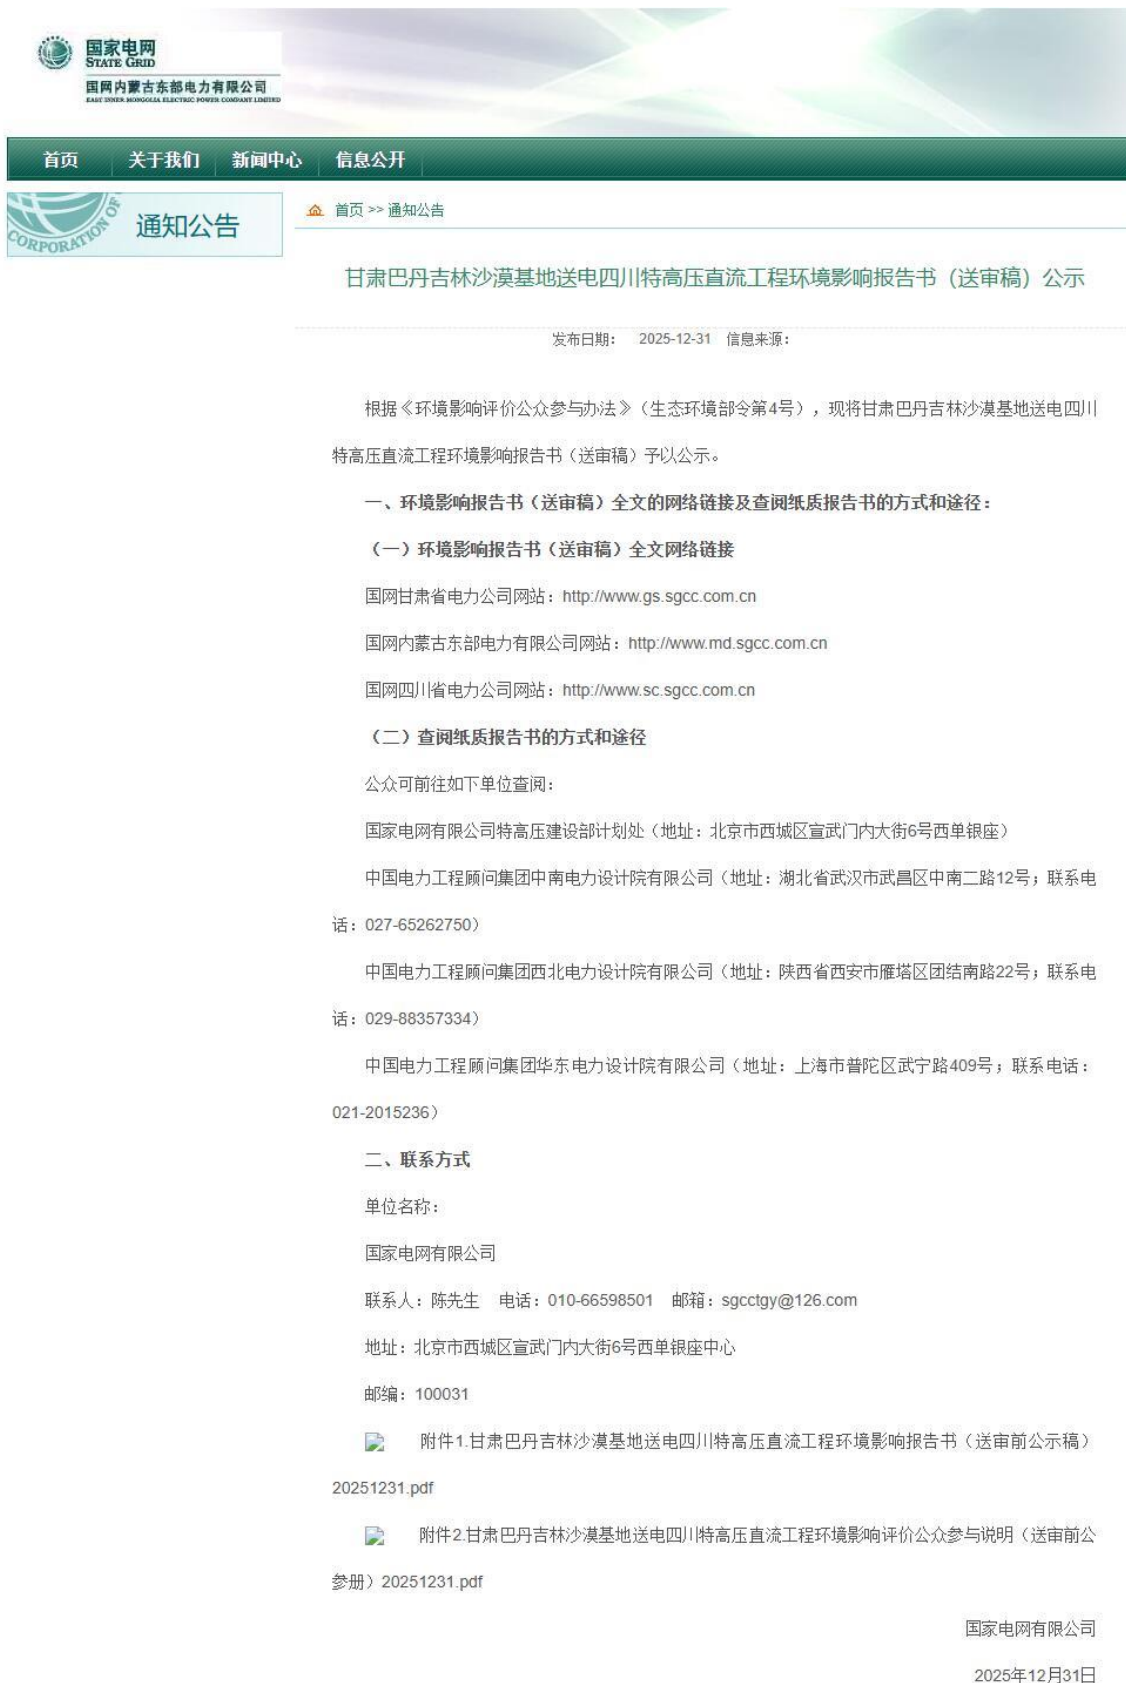 国家电网
STATE GRID
国网内蒙古东部电力有限公司
EAST INNER MONGOLIA ELECTRIC POWER COMPANY LIMITED
首页 关于我们 新闻中心 信息公开
CORPORATION OF
通知公告
首页 >> 通知公告
甘肃巴丹吉林沙漠基地送电四川特高压直流工程环境影响报告书（送审稿）公示
发布日期： 2025-12-31 信息来源：
根据《环境影响评价公众参与办法》（生态环境部令第4号），现将甘肃巴丹吉林沙漠基地送电四川
特高压直流工程环境影响报告书（送审稿）予以公示。
一、环境影响报告书（送审稿）全文的网络链接及查阅纸质报告书的方式和途径：
（一）环境影响报告书（送审稿）全文网络链接
国网甘肃省电力公司网站：http://www.gs.sgcc.com.cn
国网内蒙古东部电力有限公司网站：http://www.md.sgcc.com.cn
国网四川省电力公司网站：http://www.sc.sgcc.com.cn
（二）查阅纸质报告书的方式和途径
公众可前往如下单位查阅：
国家电网有限公司特高压建设部计划处（地址：北京市西城区宣武门内大街6号西单银座）
中国电力工程顾问集团中南电力设计院有限公司（地址：湖北省武汉市武昌区中南二路12号；联系电
话：027-65262750）
中国电力工程顾问集团西北电力设计院有限公司（地址：陕西省西安市雁塔区团结南路22号；联系电
话：029-88357334）
中国电力工程顾问集团华东电力设计院有限公司（地址：上海市普陀区武宁路409号；联系电话：
021-2015236）
二、联系方式
单位名称：
国家电网有限公司
联系人：陈先生 电话：010-66598501 邮箱：sgcctgy@126.com
地址：北京市西城区宣武门内大街6号西单银座中心
邮编：100031
附件1.甘肃巴丹吉林沙漠基地送电四川特高压直流工程环境影响报告书（送审前公示稿）
20251231.pdf
附件2.甘肃巴丹吉林沙漠基地送电四川特高压直流工程环境影响评价公众参与说明（送审前公
参册）20251231.pdf
国家电网有限公司
2025年12月31日